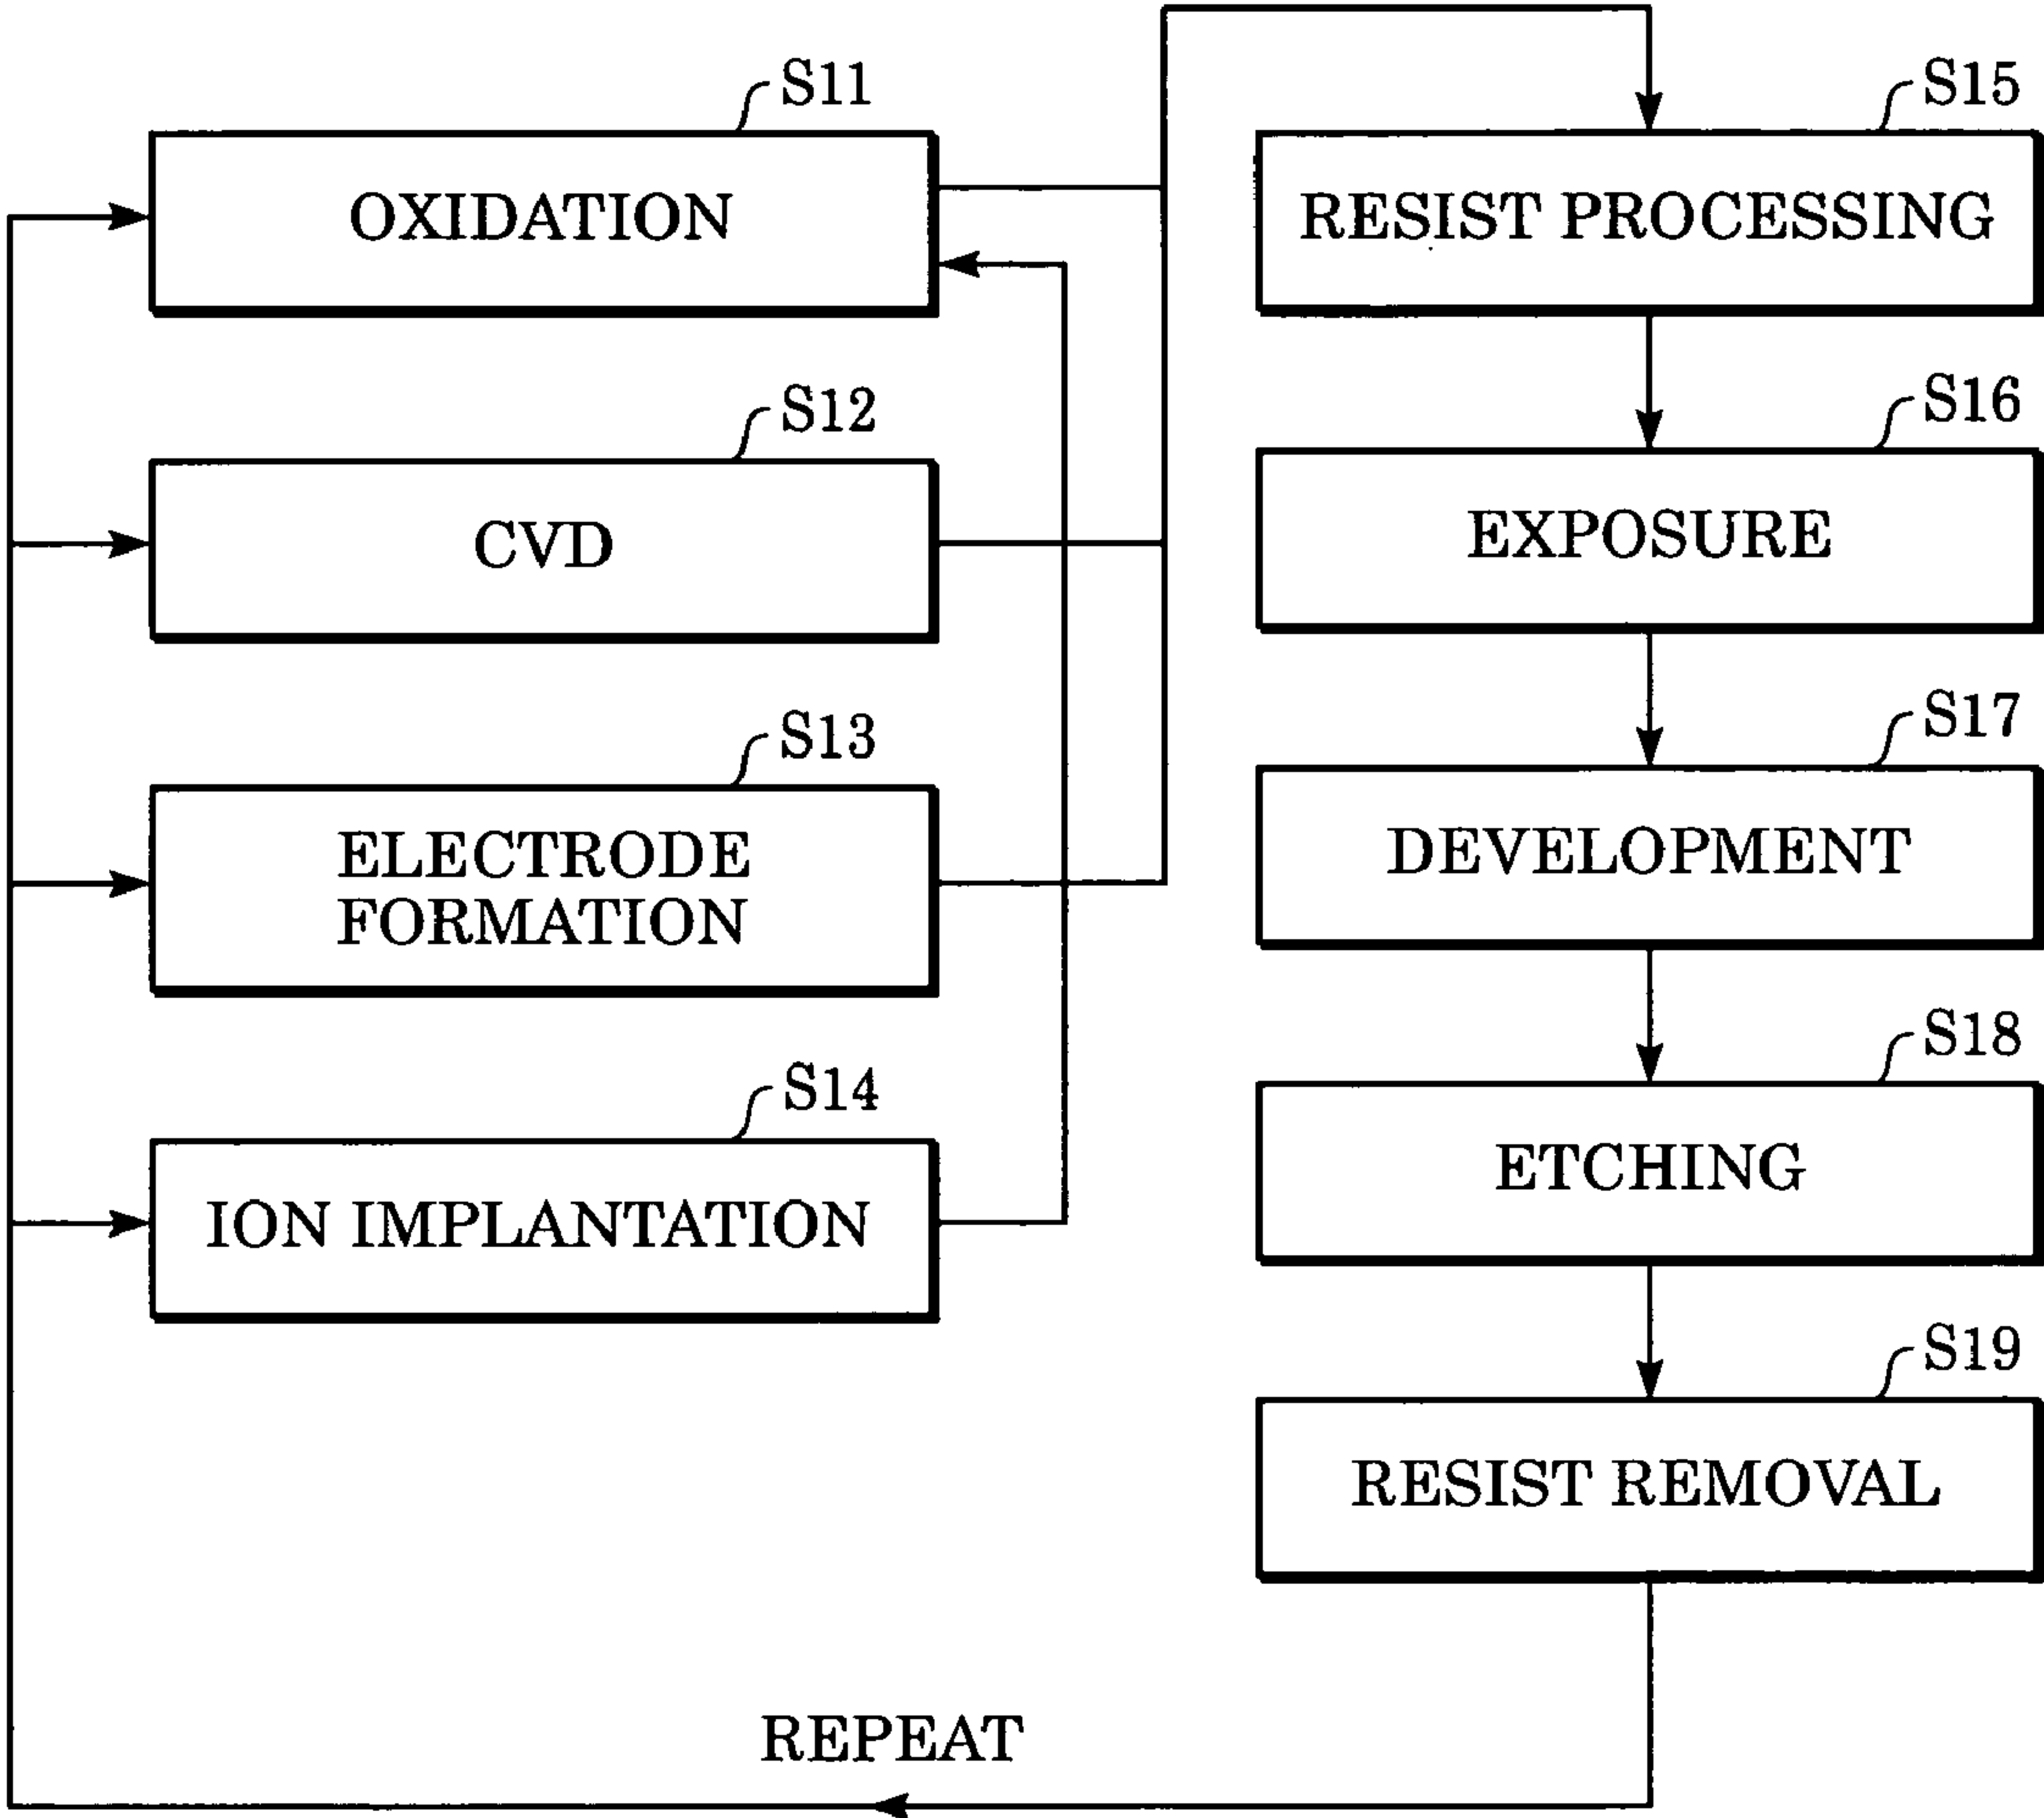 S11
OXIDATION
S12
CVD
S13
ELECTRODE
FORMATION
S14
ION IMPLANTATION
S15
RESIST PROCESSING
S16
EXPOSURE
S17
DEVELOPMENT
S18
ETCHING
S19
RESIST REMOVAL
REPEAT